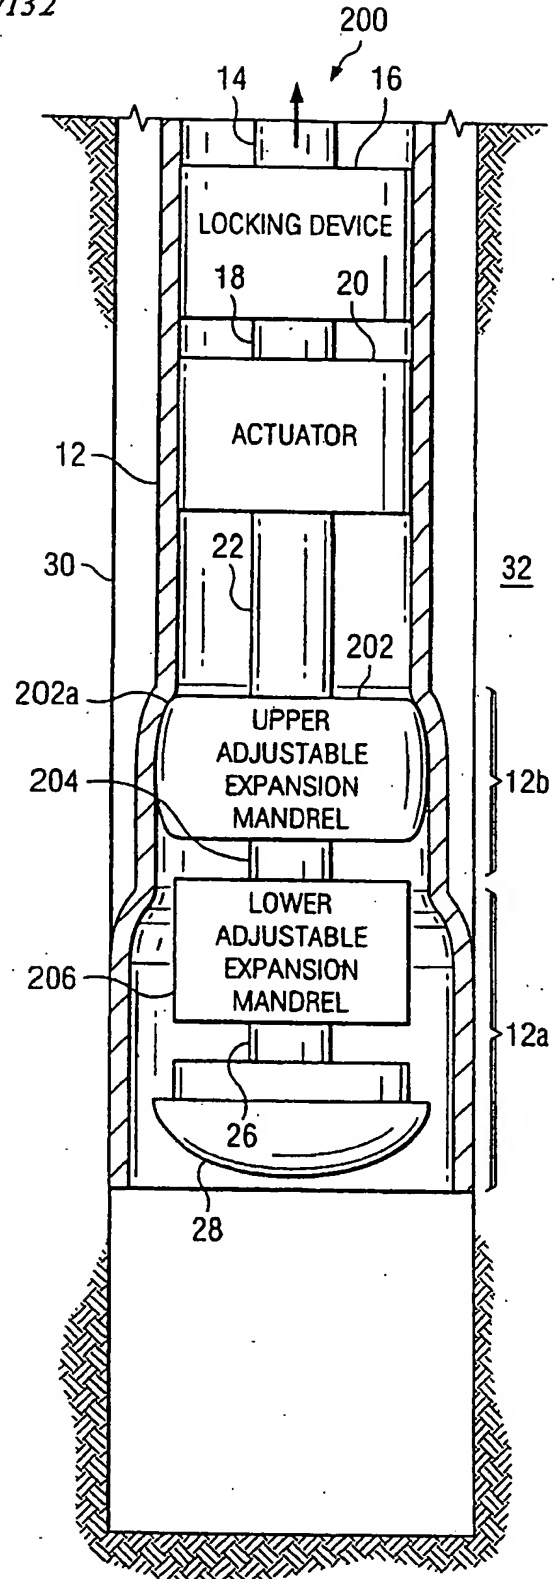 200
14
16
LOCKING DEVICE
18
20
ACTUATOR
12
22
30
32
202
202a
UPPER
ADJUSTABLE
EXPANSION
MANDREL
12b
204
LOWER
ADJUSTABLE
EXPANSION
MANDREL
206
12a
26
28